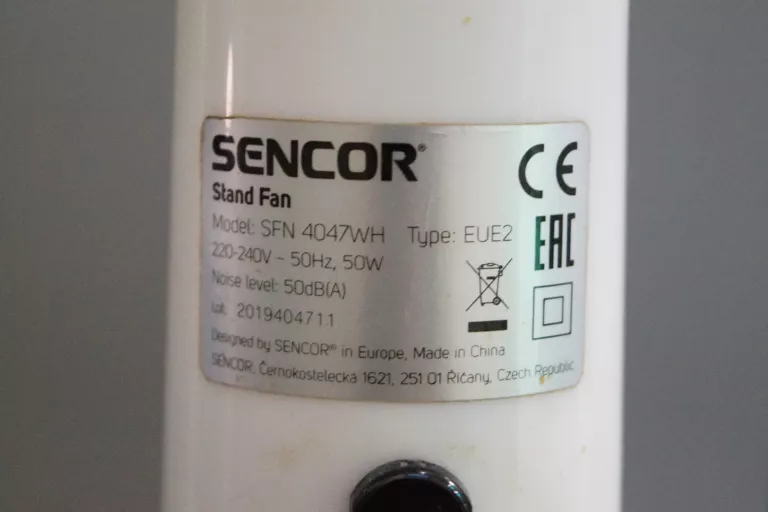 SENCOR®
Stand Fan
Model: SFN 4047WH Type: EUE2
220-240V ~ 50Hz, 50W
Noise level: 50dB(A)
Lot: 2019404711
Designed by SENCOR® in Europe, Made in China
SENCOR, Černokostelecká 1621, 251 01 Říčany, Czech Republic
CE
EAC